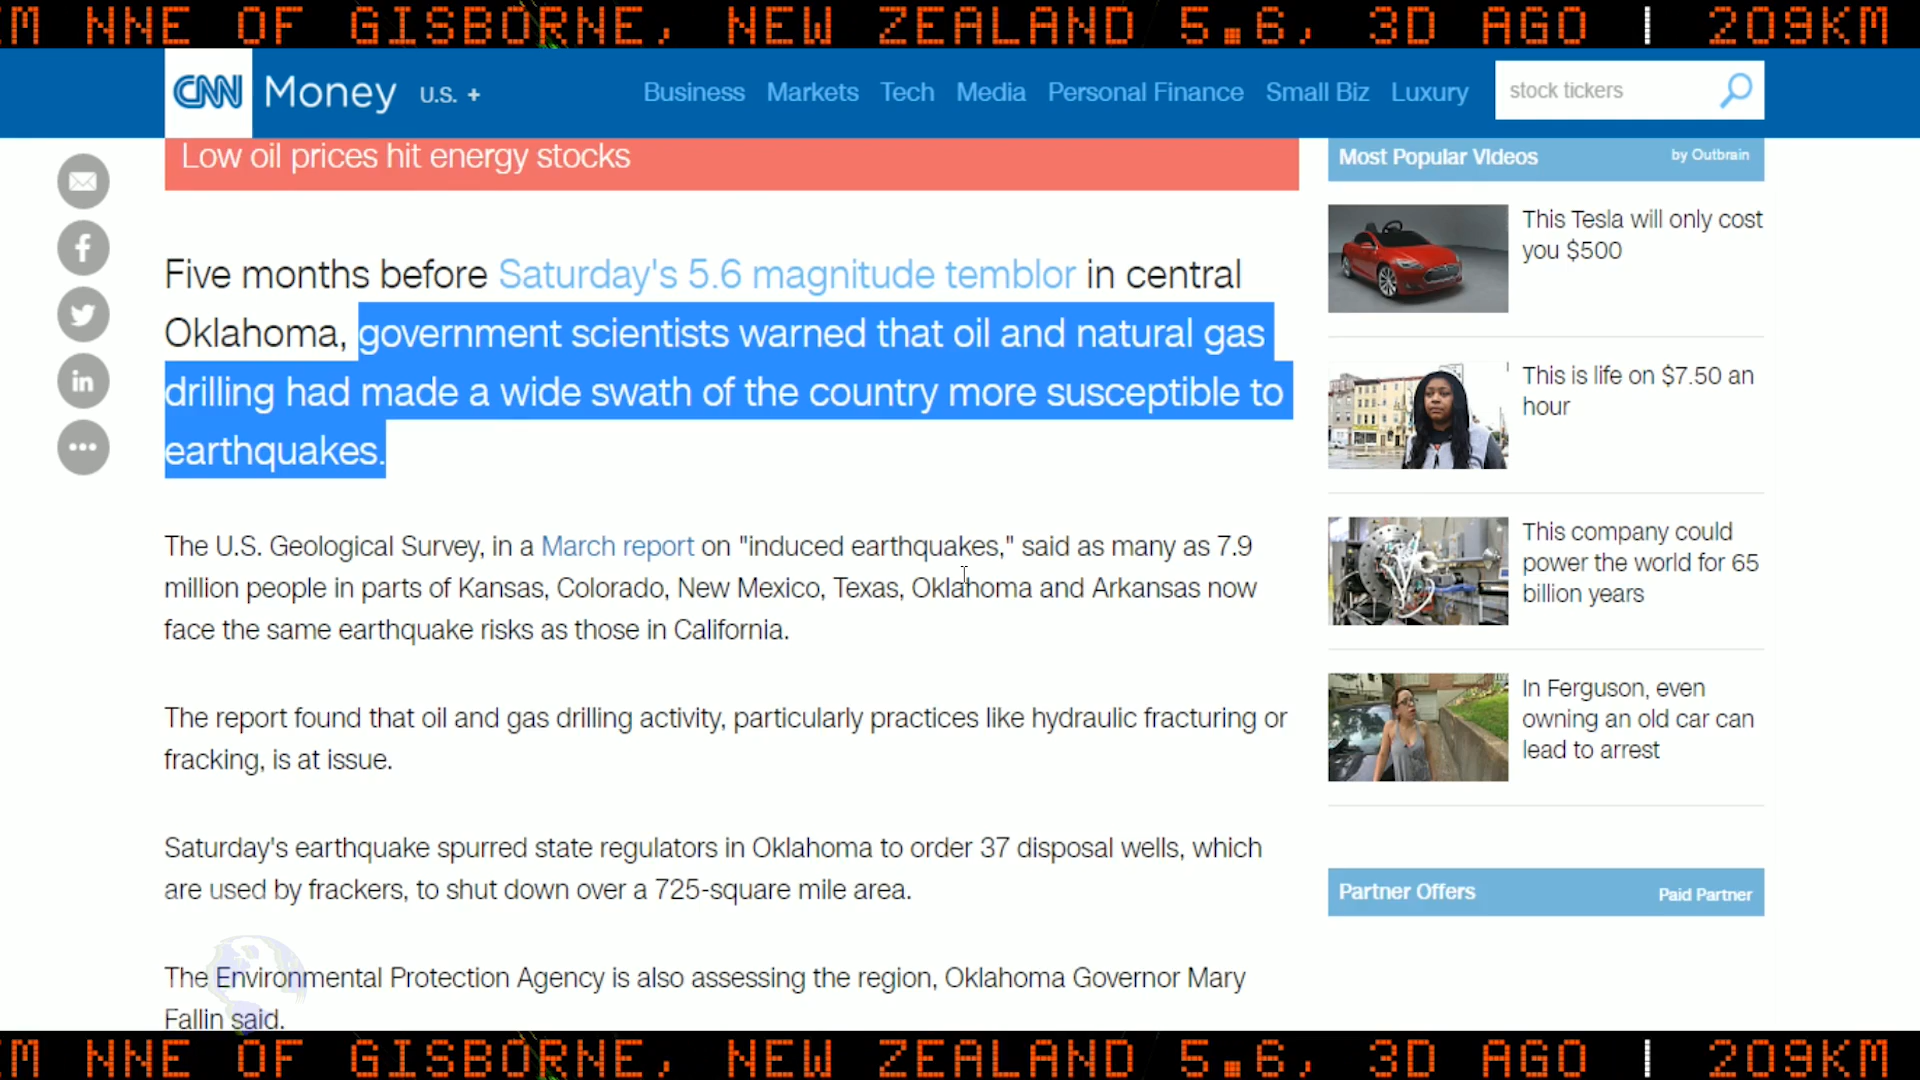 M NNE OF GISBORNE, NEW ZEALAND 5.6, 3D AGO | 209KM
CNN Money U.S. + Business Markets Tech Media Personal Finance Small Biz Luxury stock tickers
Low oil prices hit energy stocks
Five months before Saturday's 5.6 magnitude temblor in central
Oklahoma, government scientists warned that oil and natural gas
drilling had made a wide swath of the country more susceptible to
earthquakes.
The U.S. Geological Survey, in a March report on "induced earthquakes," said as many as 7.9
million people in parts of Kansas, Colorado, New Mexico, Texas, Oklahoma and Arkansas now
face the same earthquake risks as those in California.
The report found that oil and gas drilling activity, particularly practices like hydraulic fracturing or
fracking, is at issue.
Saturday's earthquake spurred state regulators in Oklahoma to order 37 disposal wells, which
are used by frackers, to shut down over a 725-square mile area.
The Environmental Protection Agency is also assessing the region, Oklahoma Governor Mary
Fallin said.
Most Popular Videos by Outbrain
This Tesla will only cost
you $500
This is life on $7.50 an
hour
This company could
power the world for 65
billion years
In Ferguson, even
owning an old car can
lead to arrest
Partner Offers Paid Partner
M NNE OF GISBORNE, NEW ZEALAND 5.6, 3D AGO | 209KM